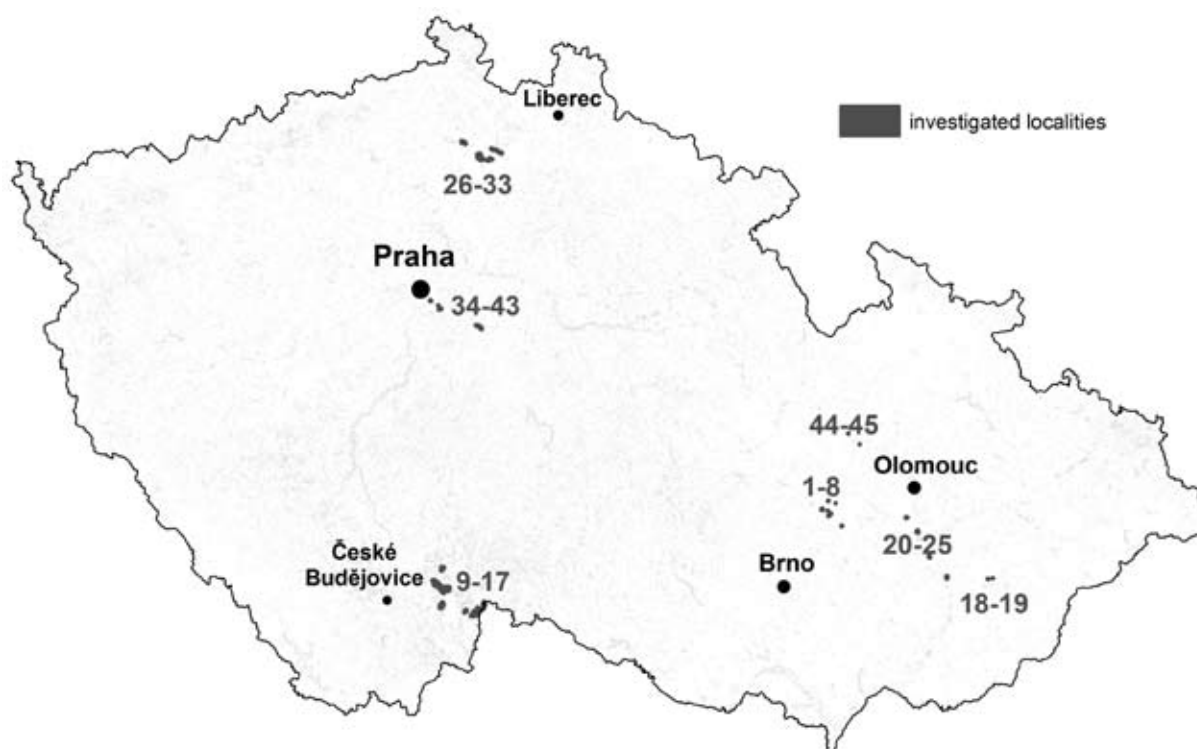 Liberec
investigated localities
26-33
Praha
34-43
44-45
Olomouc
1-8
20-25
České
Budějovice
9-17
Brno
18-19